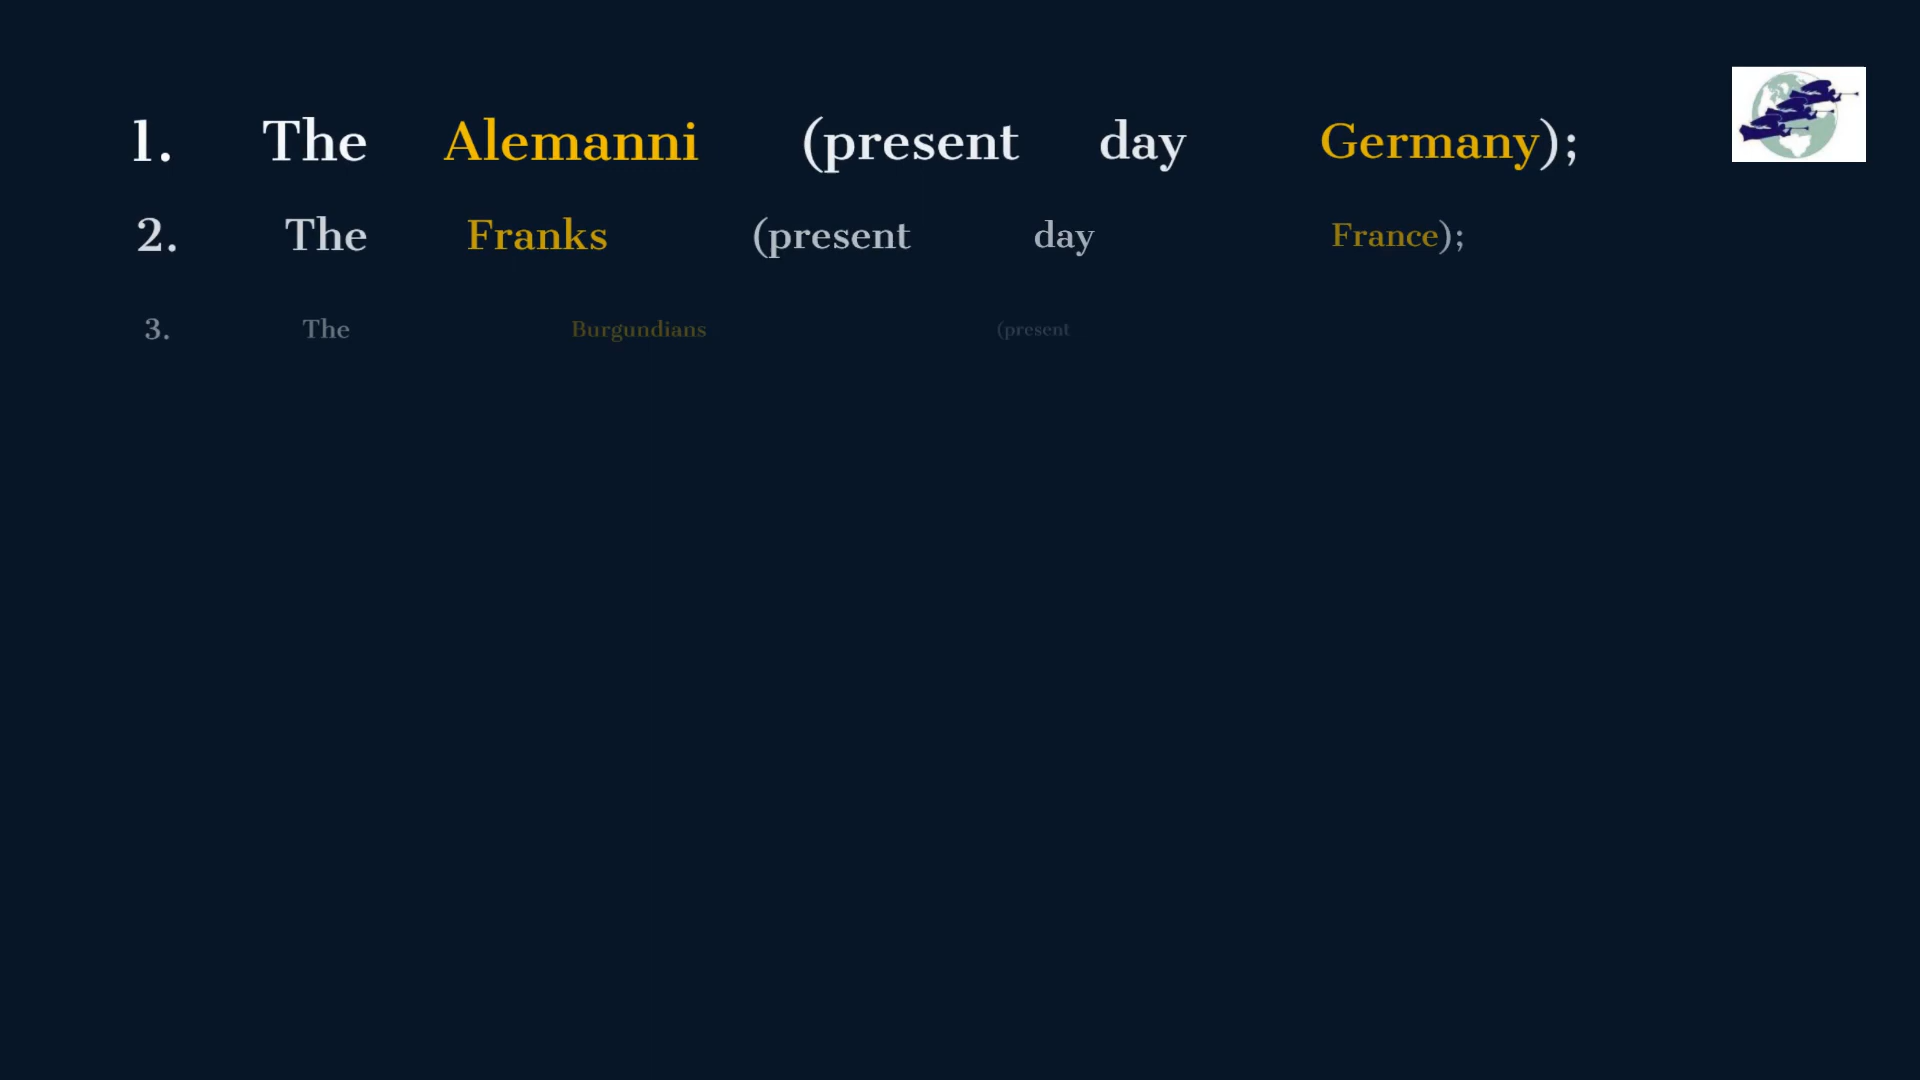 1. The Alemanni (present day Germany);
2. The Franks (present day France);
3. The Burgundians (present